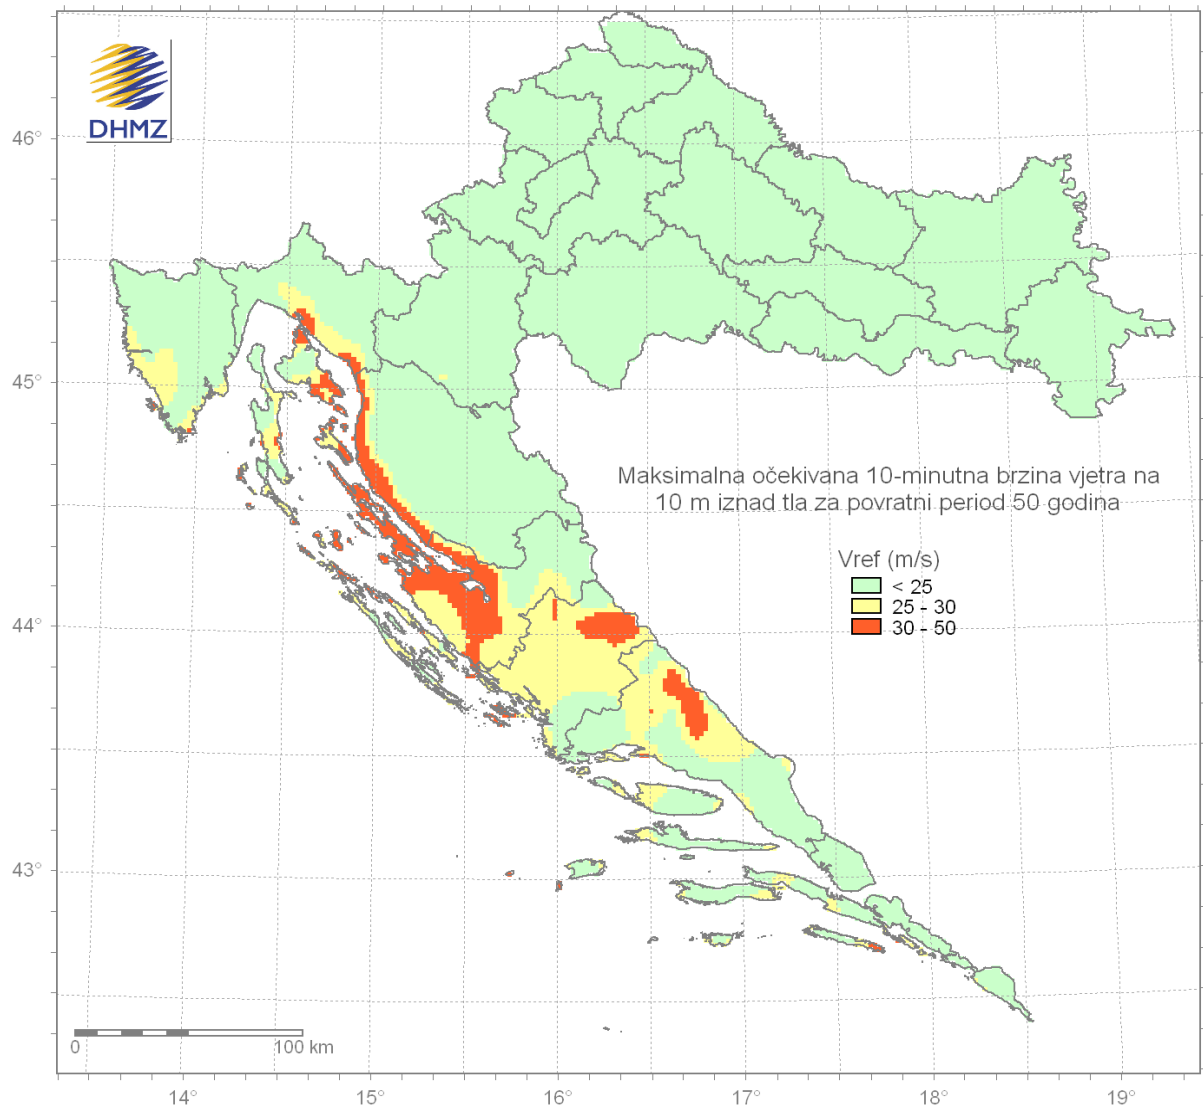 DHMZ
46°
45°
44°
43°
Maksimalna očekivana 10-minutna brzina vjetra na
10 m iznad tla za povratni period 50 godina
Vref (m/s)
< 25
25 - 30
30 - 50
0 100 km
14° 15° 16° 17° 18° 19°